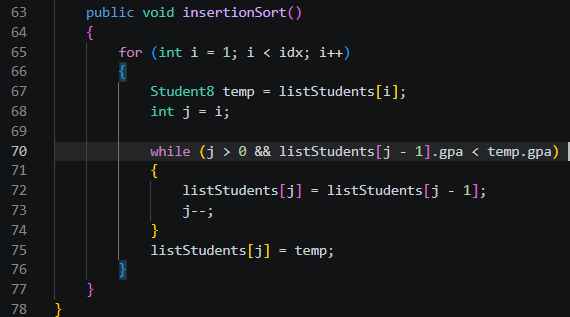 63 public void insertionSort()
64 {
65 for (int i = 1; i < idx; i++)
66 {
67 Student8 temp = listStudents[i];
68 int j = i;
69
70 while (j > 0 && listStudents[j - 1].gpa < temp.gpa)
71 {
72 listStudents[j] = listStudents[j - 1];
73 j--;
74 }
75 listStudents[j] = temp;
76 }
77 }
78 }